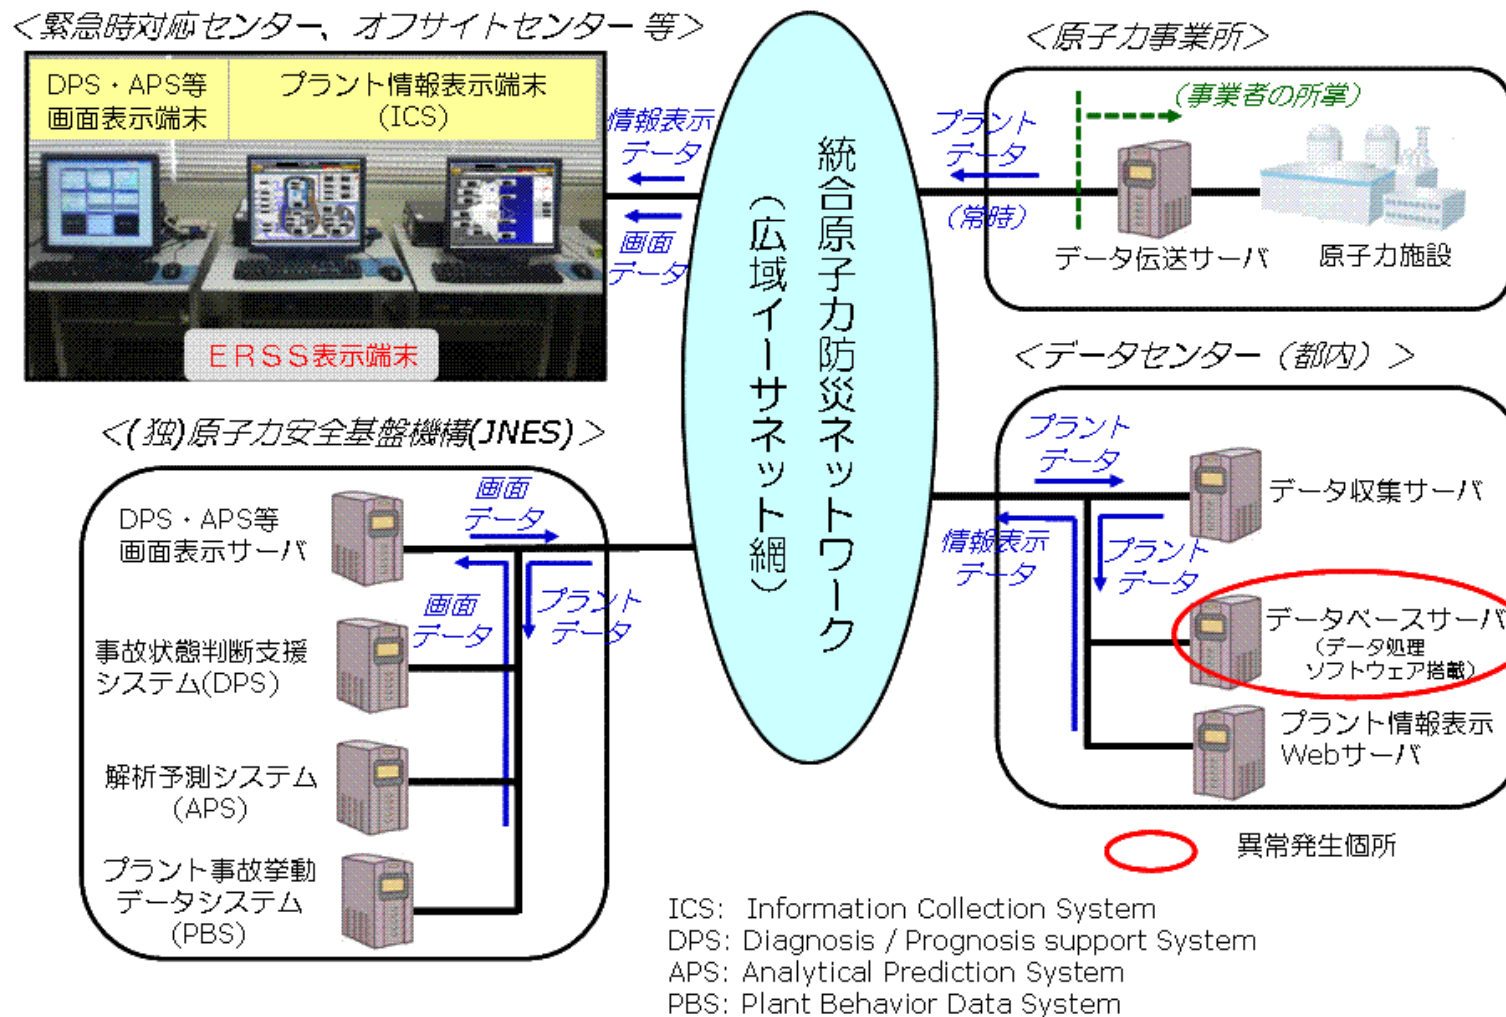 ＜緊急時対応センター、オフサイトセンター 等＞
DPS・APS等
画面表示端末
プラント情報表示端末
(ICS)
ＥＲＳＳ表示端末
情報表示
データ
画面
データ
統合原子力防災ネットワーク
（広域イーサネット網）
＜原子力事業所＞
(事業者の所掌)
プラント
データ
(常時)
データ伝送サーバ
原子力施設
＜データセンター（都内）＞
プラント
データ
データ収集サーバ
情報表示
データ
プラント
データ
データベースサーバ
（データ処理
ソフトウェア搭載）
プラント情報表示
Webサーバ
異常発生個所
＜(独)原子力安全基盤機構(JNES)＞
DPS・APS等
画面表示サーバ
画面
データ
画面
データ
プラント
データ
事故状態判断支援
システム(DPS)
解析予測システム
(APS)
プラント事故挙動
データシステム
(PBS)
ICS: Information Collection System
DPS: Diagnosis / Prognosis support System
APS: Analytical Prediction System
PBS: Plant Behavior Data System